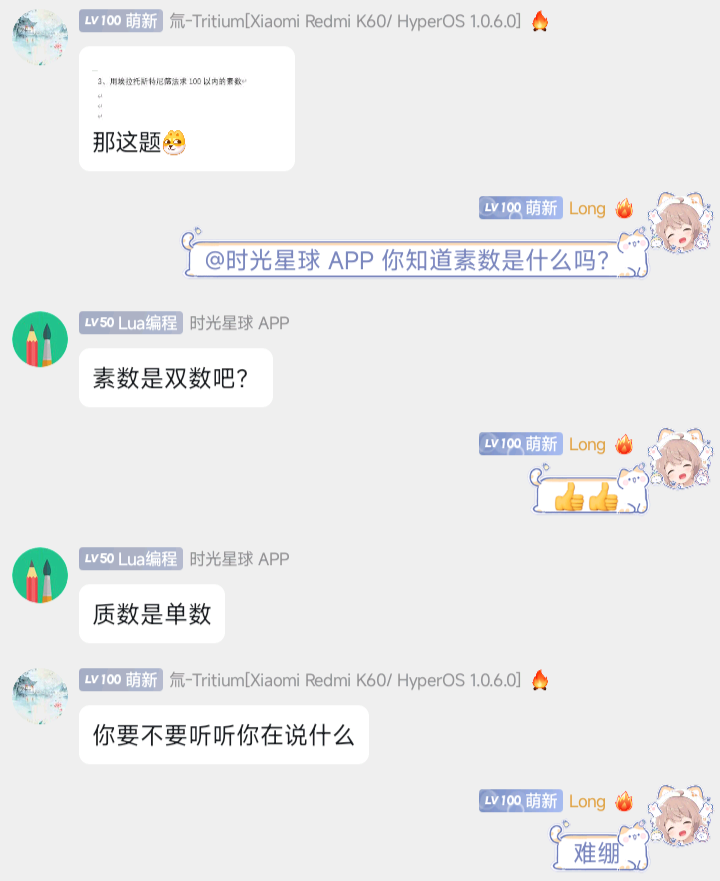 LV100 萌新 氚-Tritium[Xiaomi Redmi K60/ HyperOS 1.0.6.0]
3、用埃拉托斯特尼筛法求 100 以内的素数
那这题
LV100 萌新 Long
@时光星球 APP 你知道素数是什么吗?
LV50 Lua编程 时光星球 APP
素数是双数吧?
LV100 萌新 Long
LV50 Lua编程 时光星球 APP
质数是单数
LV100 萌新 氚-Tritium[Xiaomi Redmi K60/ HyperOS 1.0.6.0]
你要不要听听你在说什么
LV100 萌新 Long
难绷